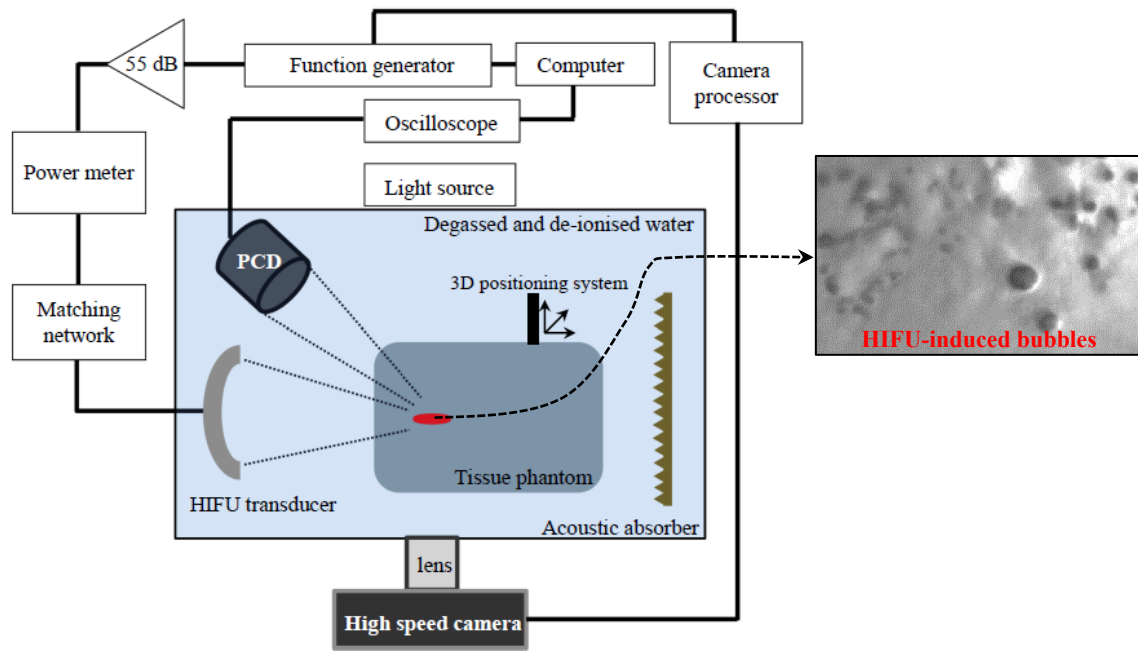 55 dB
Function generator
Computer
Camera
processor
Oscilloscope
Power meter
Light source
Degassed and de-ionised water
PCD
3D positioning system
Matching
network
HIFU-induced bubbles
Tissue phantom
HIFU transducer
Acoustic absorber
lens
High speed camera